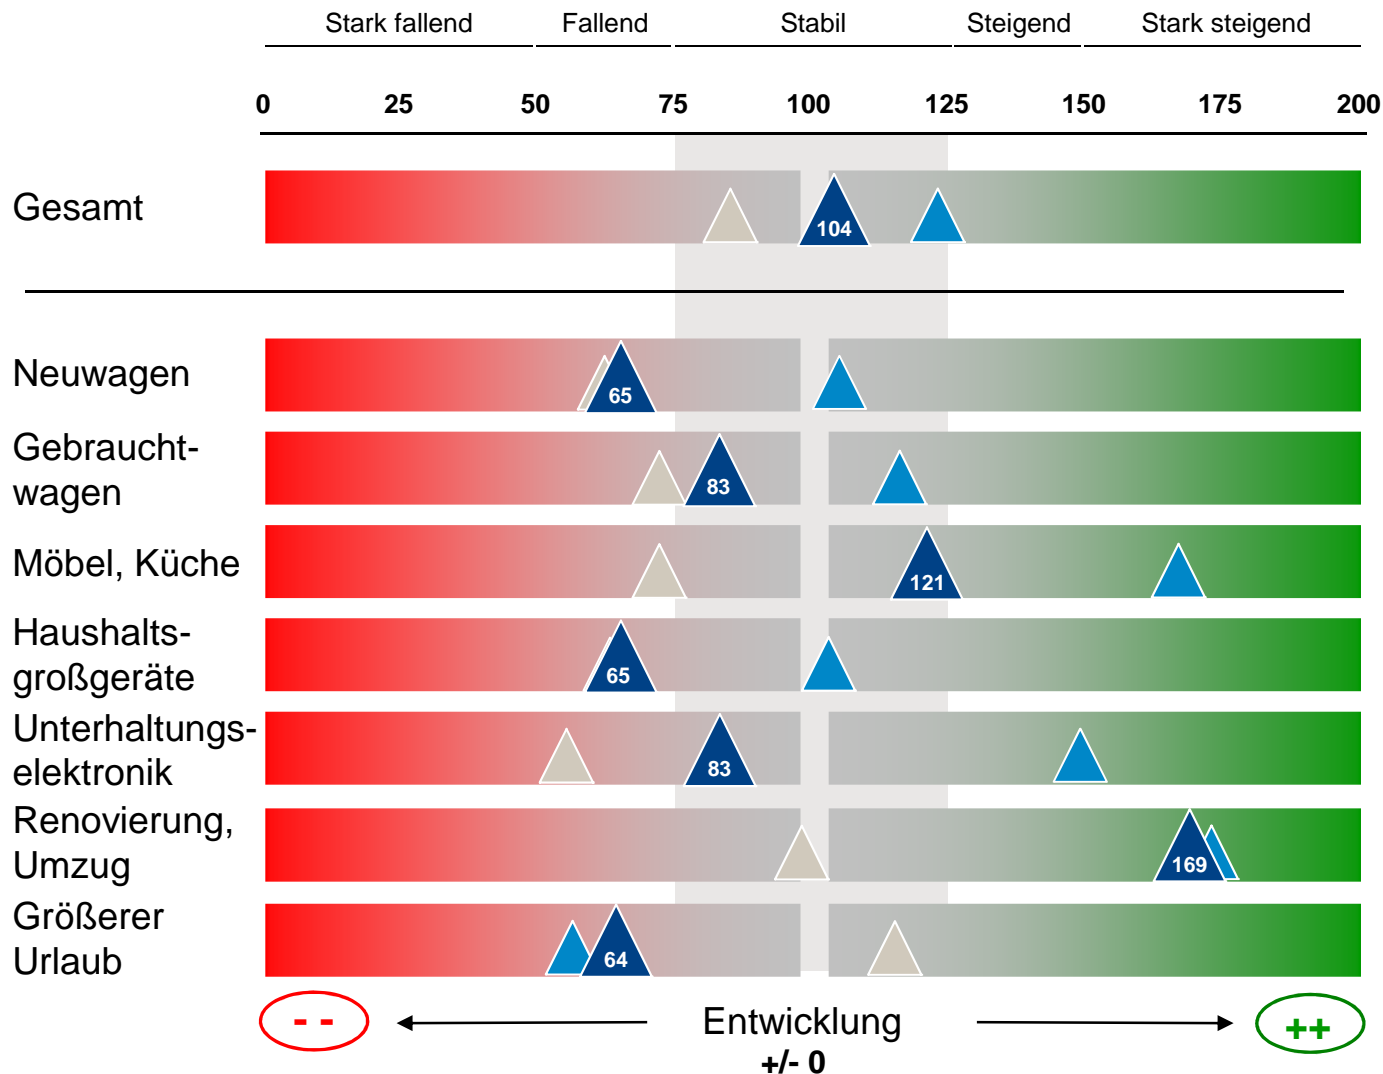 Stark fallend Fallend Stabil Steigend Stark steigend
0 25 50 75 100 125 150 175 200
Gesamt 104
Neuwagen 65
Gebraucht-
wagen 83
Möbel, Küche 121
Haushalts-
großgeräte 65
Unterhaltungs-
elektronik 83
Renovierung,
Umzug 169
Größerer
Urlaub 64
- - Entwicklung ++
+/- 0